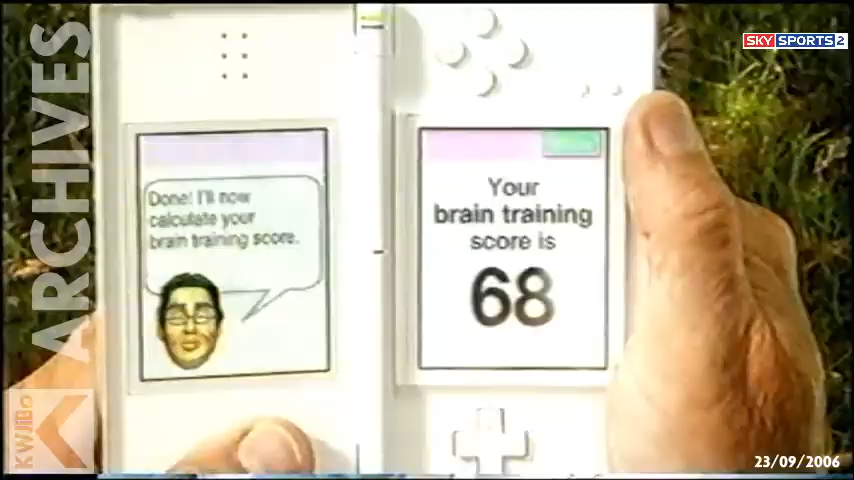 SKY SPORTS 2
ARCHIVES
KWJiBo
Done! I'll now
calculate your
brain training score.
Your
brain training
score is
68
23/09/2006